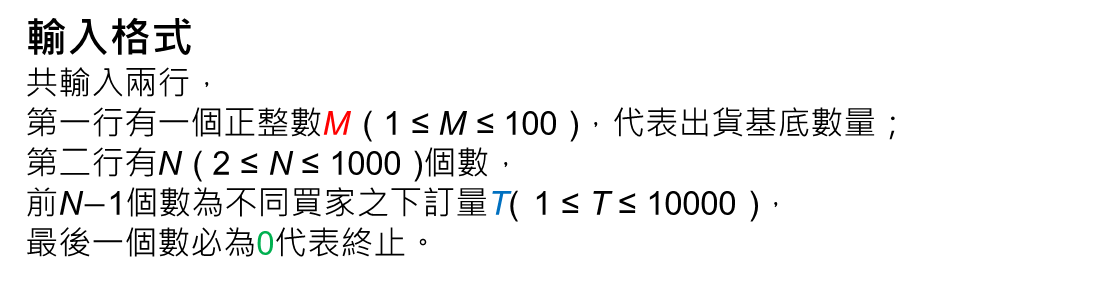 輸入格式
共輸入兩行，
第一行有一個正整數M ( 1 ≤ M ≤ 100 )，代表出貨基底數量；
第二行有N ( 2 ≤ N ≤ 1000 )個數，
前N–1個數為不同買家之下訂量T( 1 ≤ T ≤ 10000 )，
最後一個數必為0代表終止。